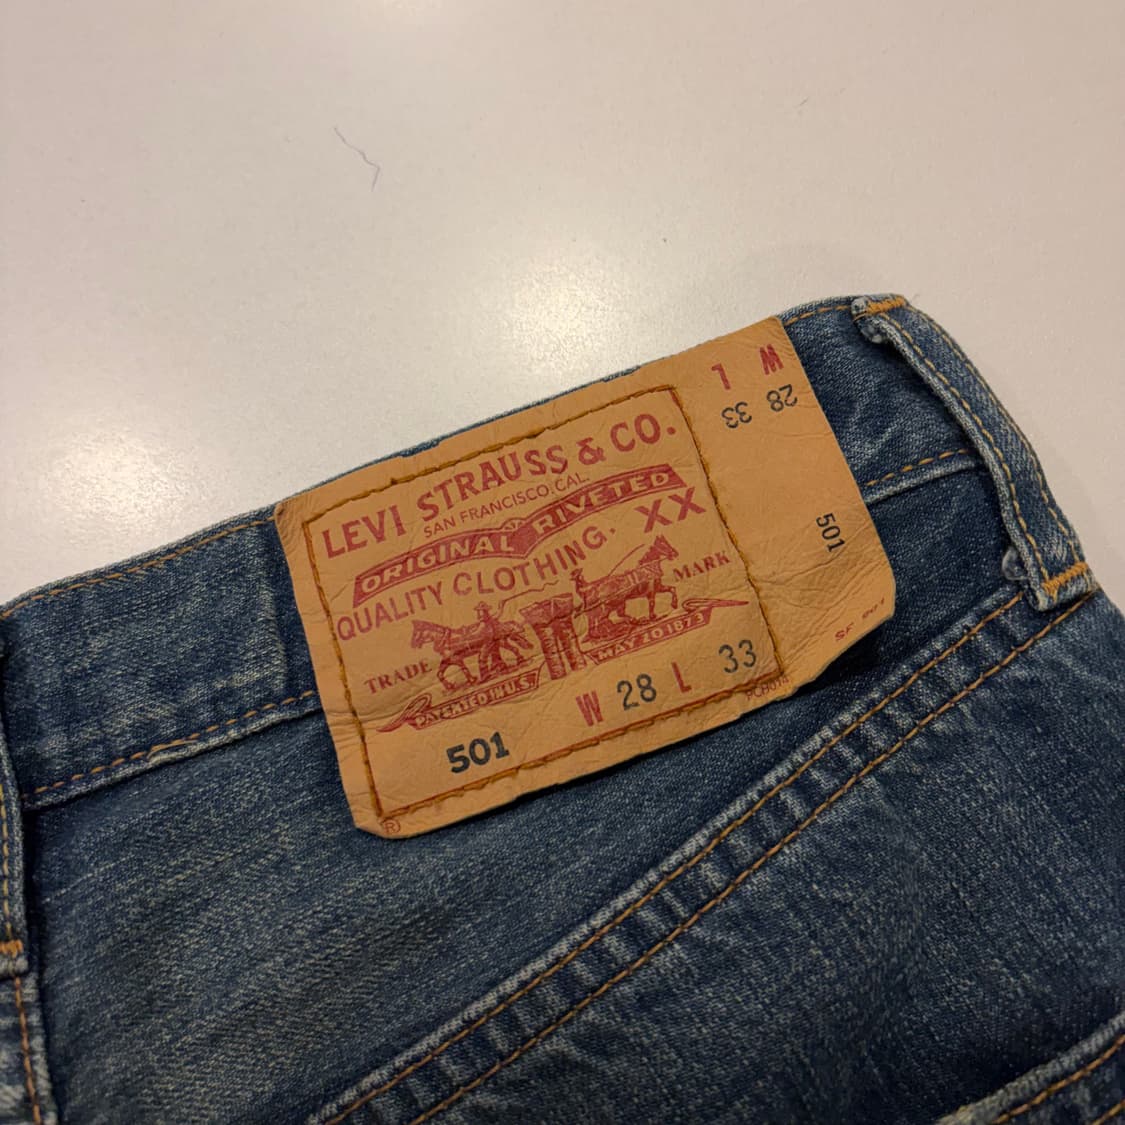 LEVI STRAUSS & CO.
SAN FRANCISCO, CAL.
ORIGINAL RIVETED
QUALITY CLOTHING. XX
TRADE MARK
PATENTED IN U.S. MAY 20 1873
W 28 L 33
501
®
W L
28 33
501